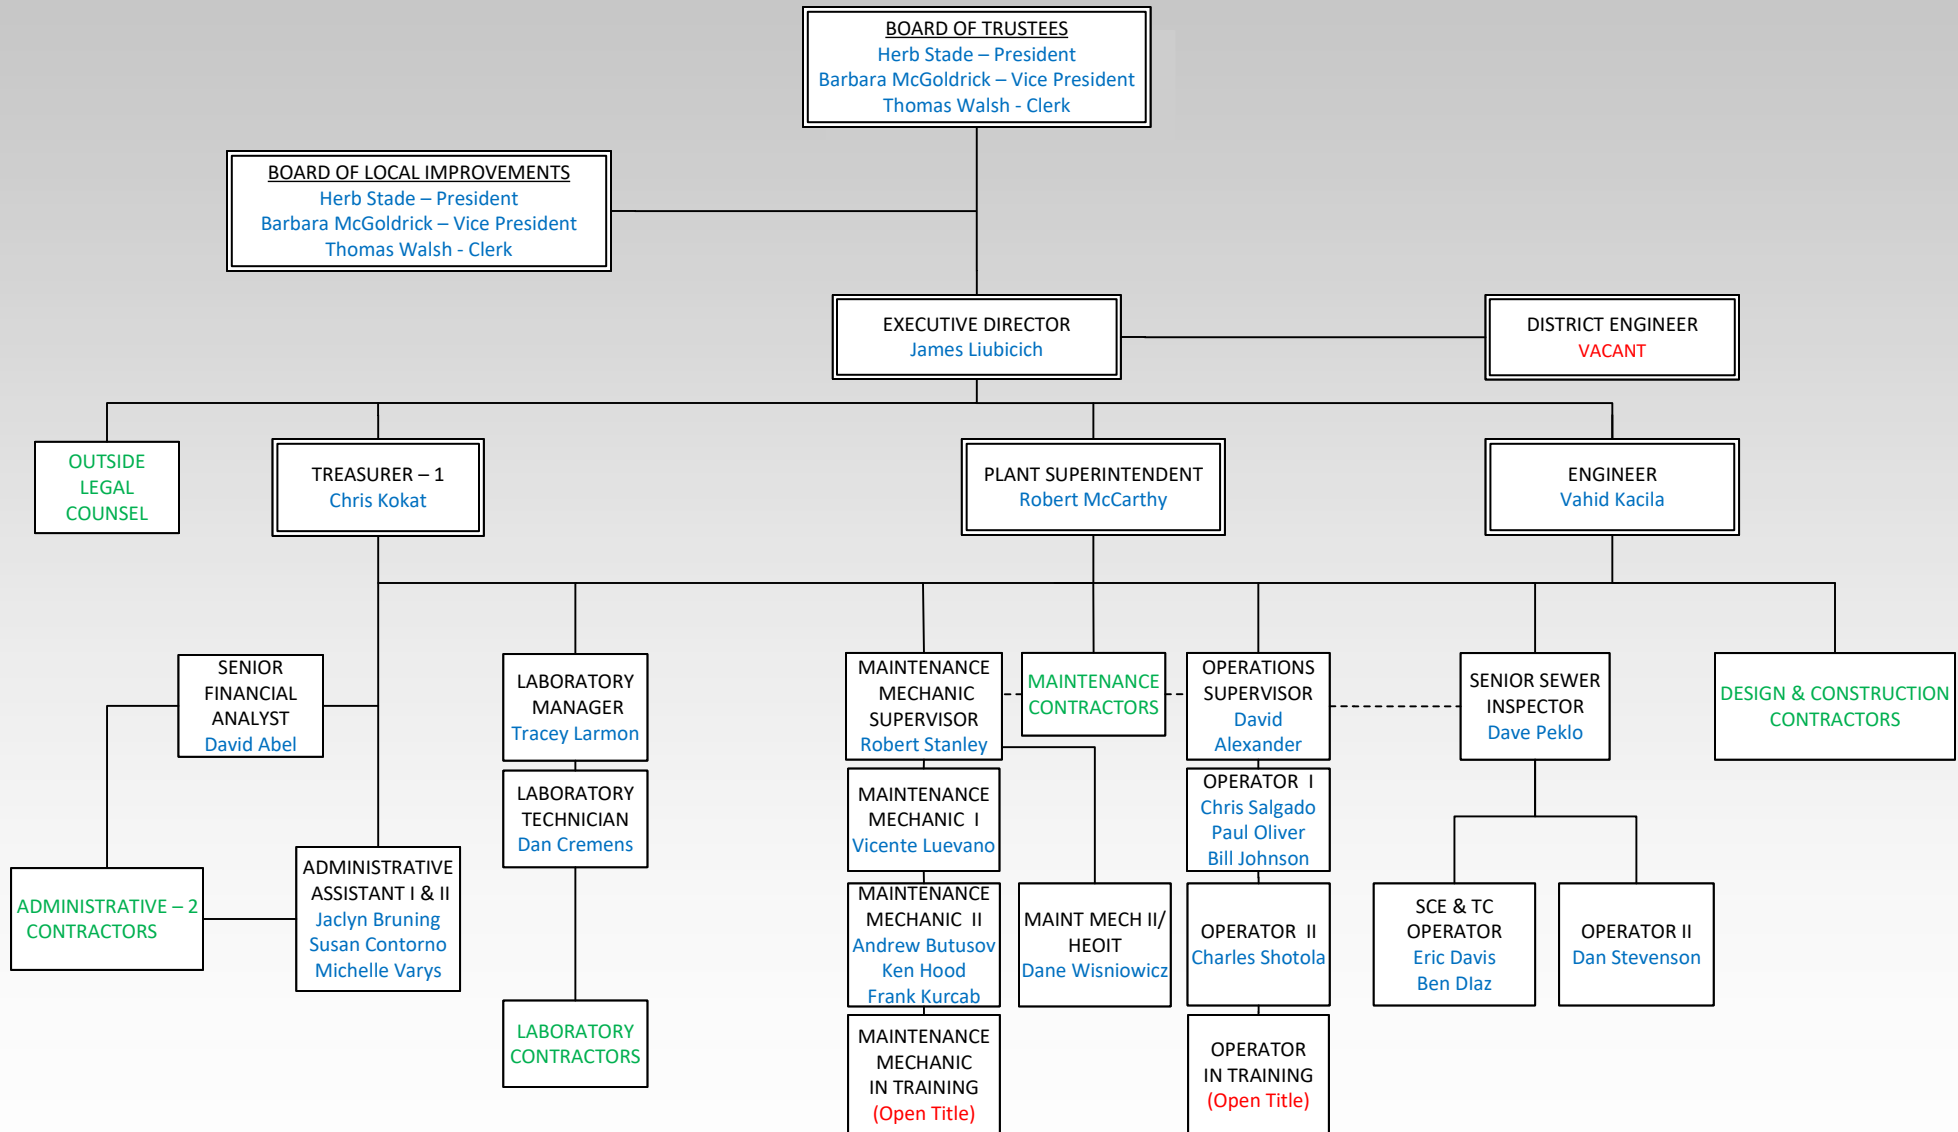 BOARD OF TRUSTEES
Herb Stade – President
Barbara McGoldrick – Vice President
Thomas Walsh - Clerk
BOARD OF LOCAL IMPROVEMENTS
Herb Stade – President
Barbara McGoldrick – Vice President
Thomas Walsh - Clerk
EXECUTIVE DIRECTOR
James Liubicich
DISTRICT ENGINEER
VACANT
OUTSIDE
LEGAL
COUNSEL
TREASURER – 1
Chris Kokat
PLANT SUPERINTENDENT
Robert McCarthy
ENGINEER
Vahid Kacila
SENIOR
FINANCIAL
ANALYST
David Abel
LABORATORY
MANAGER
Tracey Larmon
MAINTENANCE
MECHANIC
SUPERVISOR
Robert Stanley
MAINTENANCE
CONTRACTORS
OPERATIONS
SUPERVISOR
David
Alexander
SENIOR SEWER
INSPECTOR
Dave Peklo
DESIGN & CONSTRUCTION
CONTRACTORS
LABORATORY
TECHNICIAN
Dan Cremens
MAINTENANCE
MECHANIC I
Vicente Luevano
OPERATOR I
Chris Salgado
Paul Oliver
Bill Johnson
ADMINISTRATIVE – 2
CONTRACTORS
ADMINISTRATIVE
ASSISTANT I & II
Jaclyn Bruning
Susan Contorno
Michelle Varys
MAINTENANCE
MECHANIC II
Andrew Butusov
Ken Hood
Frank Kurcab
MAINT MECH II/
HEOIT
Dane Wisniowicz
OPERATOR II
Charles Shotola
SCE & TC
OPERATOR
Eric Davis
Ben DIaz
OPERATOR II
Dan Stevenson
LABORATORY
CONTRACTORS
MAINTENANCE
MECHANIC
IN TRAINING
(Open Title)
OPERATOR
IN TRAINING
(Open Title)